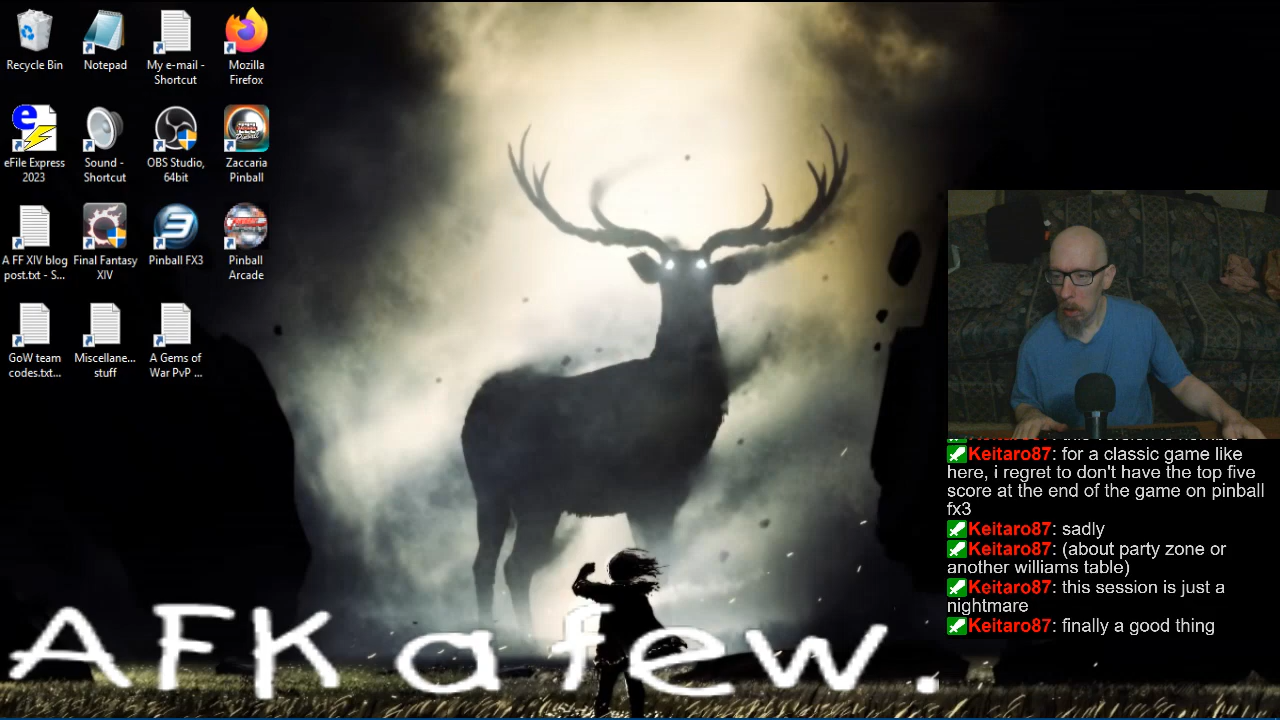 Recycle Bin
Notepad
My e-mail -
Shortcut
Mozilla
Firefox
eFile Express
2023
Sound -
Shortcut
OBS Studio,
64bit
Zaccaria
Pinball
A FF XIV blog
post.txt - S...
Final Fantasy
XIV
Pinball FX3
Pinball
Arcade
GoW team
codes.txt...
Miscellane...
stuff
A Gems of
War PvP ...
AFK a few.
Keitaro87: for a classic game like
here, i regret to don't have the top five
score at the end of the game on pinball
fx3
Keitaro87: sadly
Keitaro87: (about party zone or
another williams table)
Keitaro87: this session is just a
nightmare
Keitaro87: finally a good thing